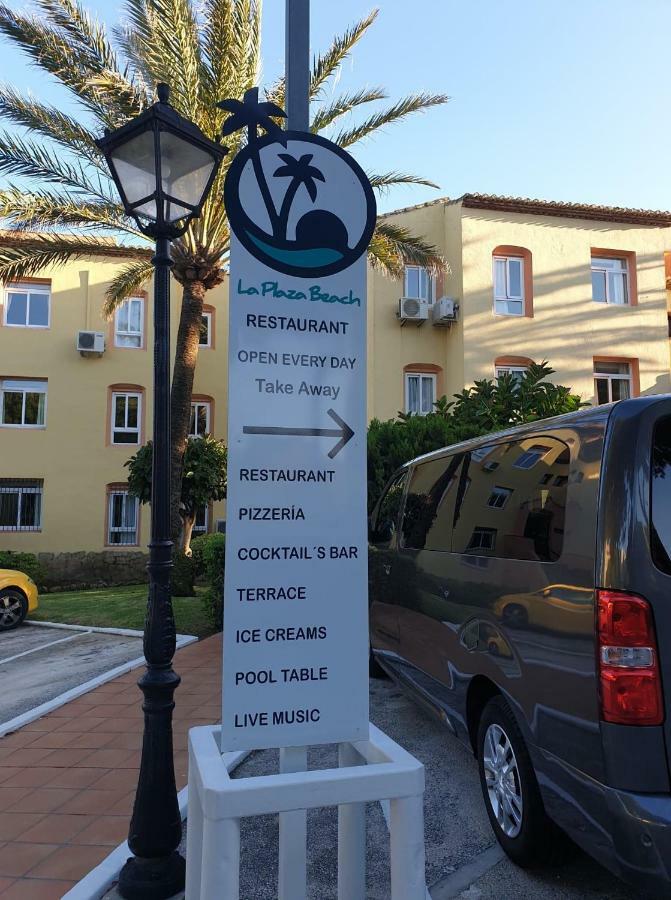 La Plaza Beach
RESTAURANT
OPEN EVERY DAY
Take Away
RESTAURANT
PIZZERÍA
COCKTAIL´S BAR
TERRACE
ICE CREAMS
POOL TABLE
LIVE MUSIC